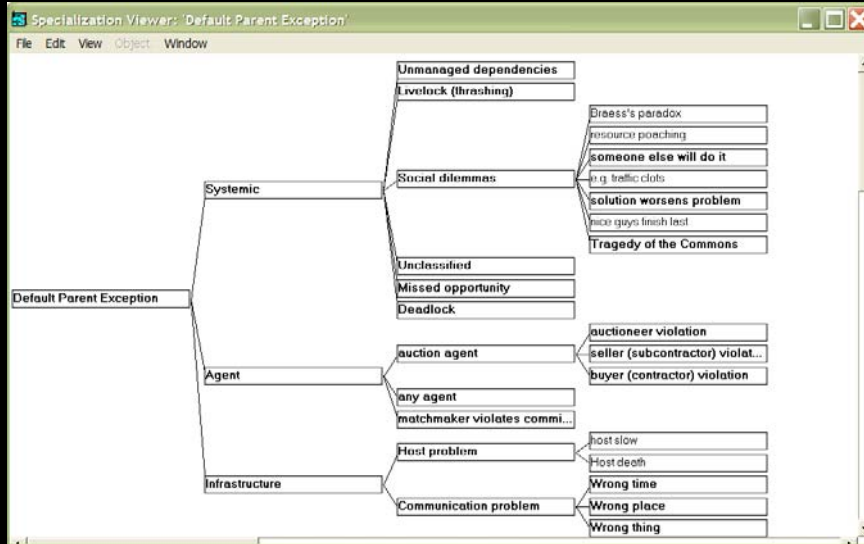 Specialization Viewer: 'Default Parent Exception'
File Edit View Object Window
Unmanaged dependencies
Livelock (thrashing)
Braess's paradox
resource poaching
someone else will do it
Systemic
Social dilemmas
e.g. traffic clots
solution worsens problem
nice guys finish last
Tragedy of the Commons
Unclassified
Missed opportunity
Default Parent Exception
Deadlock
auctioneer violation
auction agent
seller (subcontractor) violat...
Agent
buyer (contractor) violation
any agent
matchmaker violates commi...
host slow
Host problem
Host death
Infrastructure
Wrong time
Communication problem
Wrong place
Wrong thing